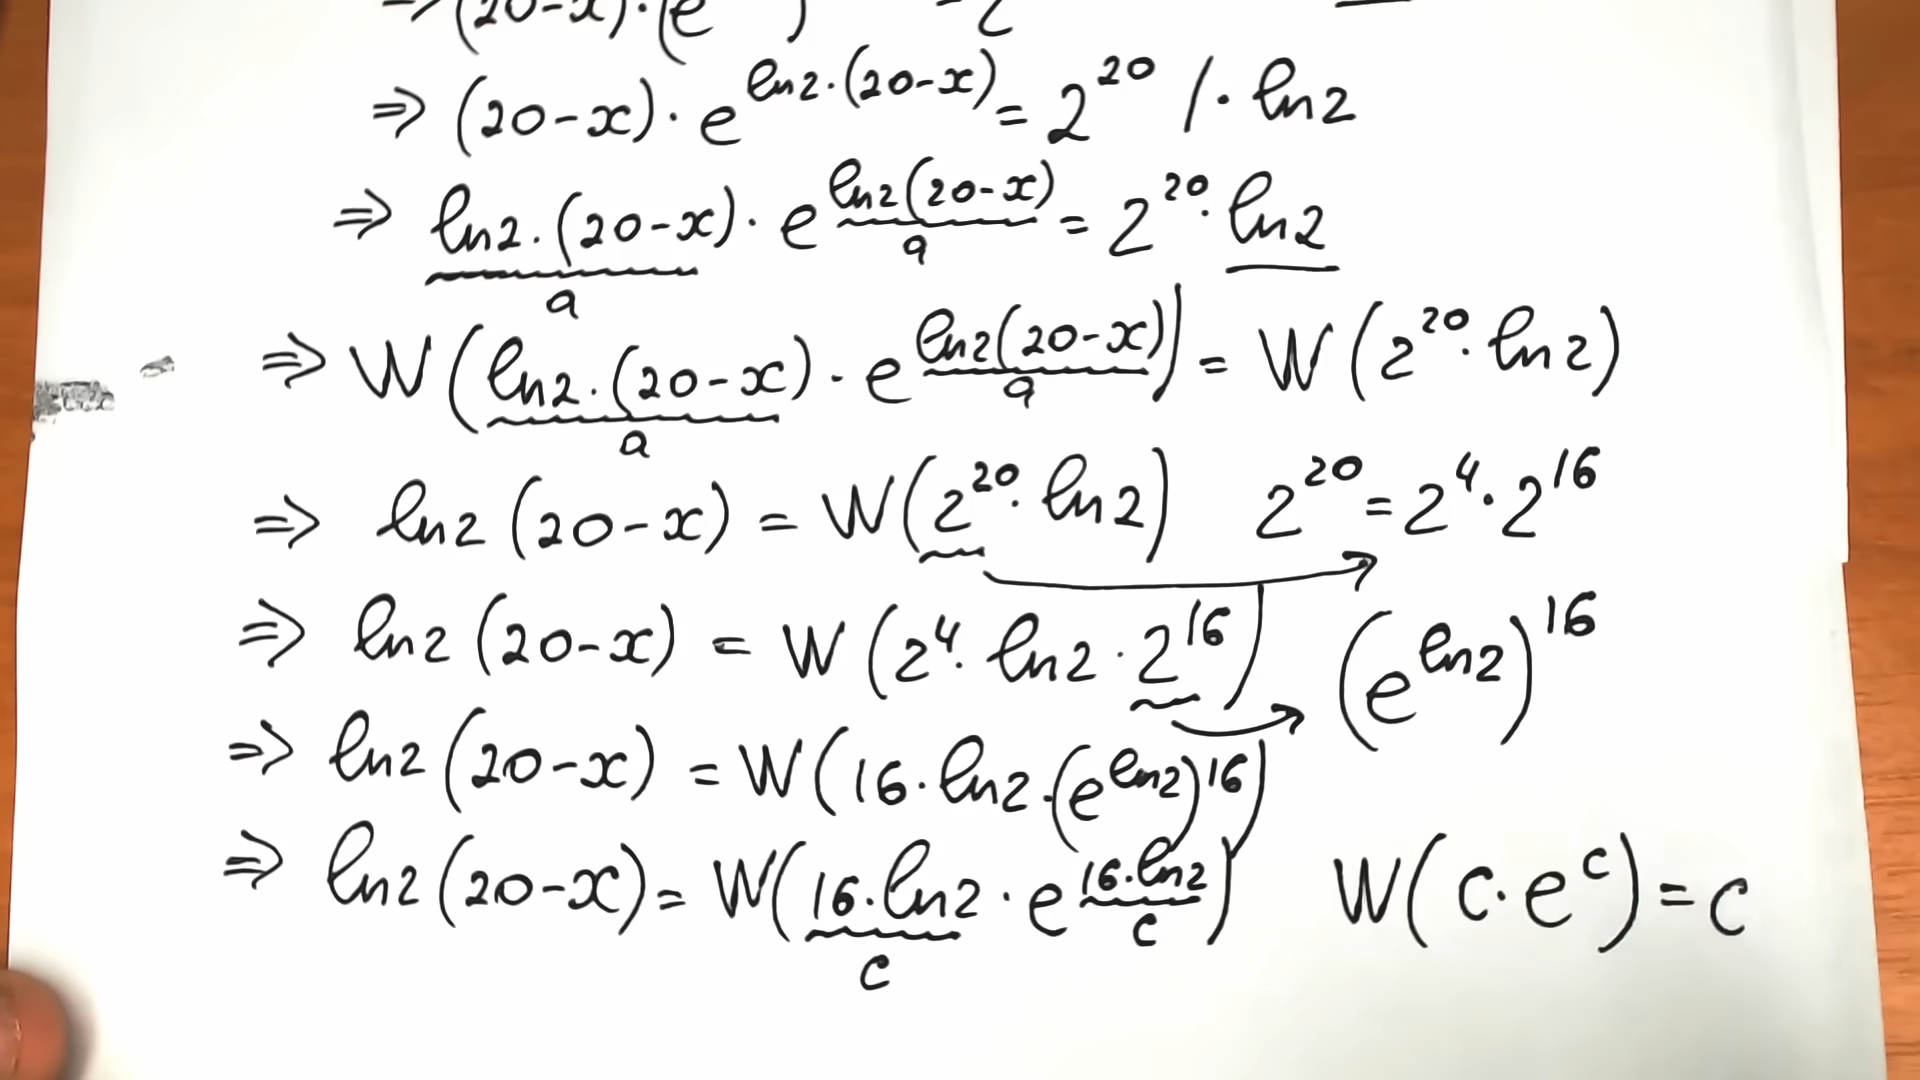 ⇒ (20-x)·(e
⇒ (20-x)·e^{ln2·(20-x)} = 2^{20} /· ln2
⇒ ln2·(20-x)·e^{ln2(20-x)} = 2^{20}·ln2
a a
⇒ W(ln2·(20-x)·e^{ln2(20-x)}) = W(2^{20}·ln2)
a a
⇒ ln2(20-x) = W(2^{20}·ln2) 2^{20} = 2^4·2^{16}
⇒ ln2(20-x) = W(2^4·ln2·2^{16}) (e^{ln2})^{16}
⇒ ln2(20-x) = W(16·ln2·(e^{ln2})^{16})
⇒ ln2(20-x) = W(16·ln2·e^{16·ln2}) W(c·e^c) = c
c c